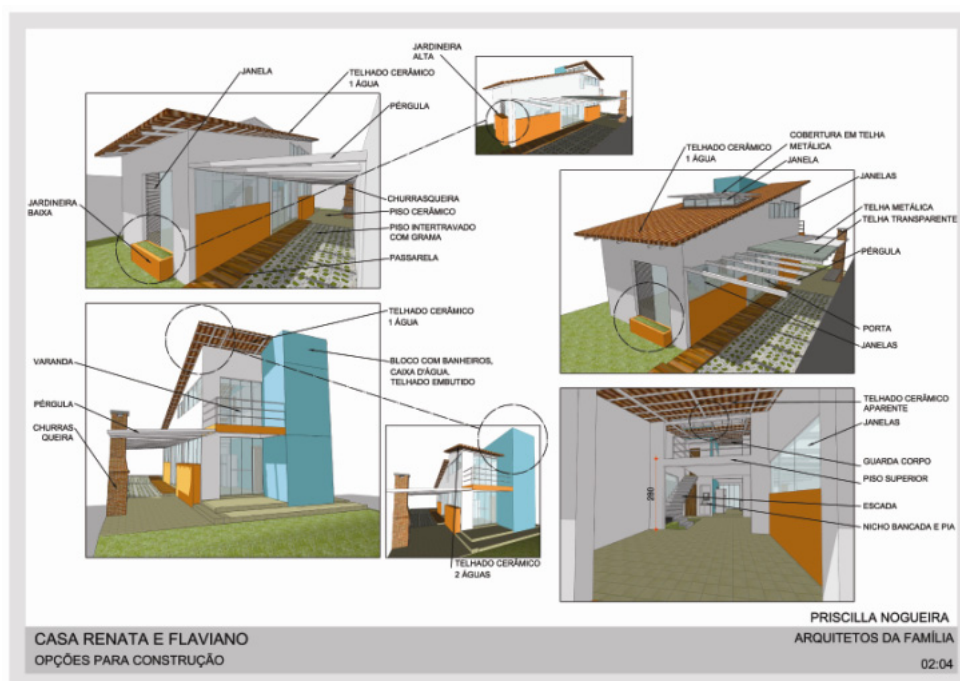 JARDINEIRA
ALTA
JANELA
TELHADO CERÂMICO
1 ÁGUA
PÉRGULA
CHURRASQUEIRA
PISO CERÂMICO
PISO INTERTRAVADO
COM GRAMA
PASSARELA
JARDINEIRA
BAIXA
COBERTURA EM TELHA
METÁLICA
JANELA
TELHADO CERÂMICO
1 ÁGUA
JANELAS
TELHA METÁLICA
TELHA TRANSPARENTE
PÉRGULA
PORTA
JANELAS
TELHADO CERÂMICO
1 ÁGUA
BLOCO COM BANHEIROS,
CAIXA D'ÁGUA.
TELHADO EMBUTIDO
VARANDA
PÉRGULA
CHURRAS
QUEIRA
TELHADO CERÂMICO
2 ÁGUAS
TELHADO CERÂMICO
APARENTE
JANELAS
GUARDA CORPO
PISO SUPERIOR
ESCADA
NICHO BANCADA E PIA
280
PRISCILLA NOGUEIRA
CASA RENATA E FLAVIANO
ARQUITETOS DA FAMÍLIA
OPÇÕES PARA CONSTRUÇÃO
02:04